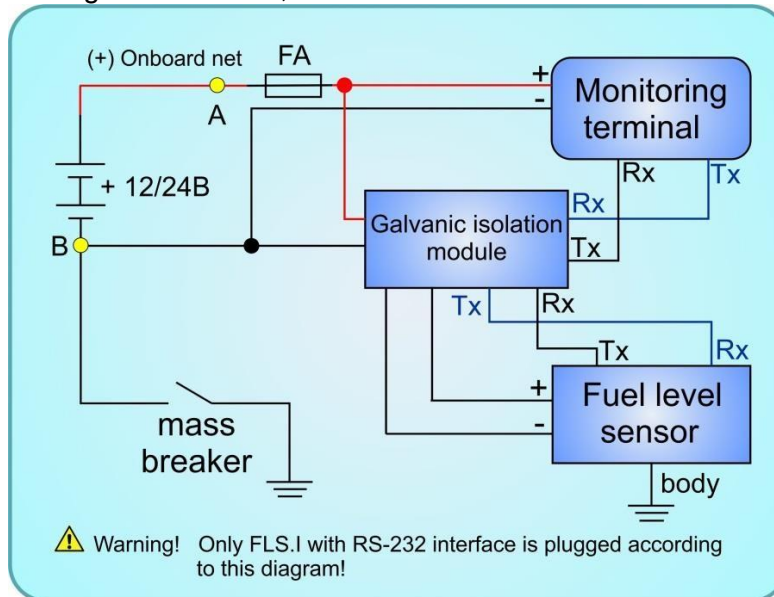 (+) Onboard net
FA
A
+ 12/24B
B
+
-
Monitoring
terminal
Rx
Tx
Rx
Tx
Galvanic isolation
module
Tx
Rx
Tx
Rx
+
-
Fuel level
sensor
body
mass
breaker
Warning! Only FLS.I with RS-232 interface is plugged according
to this diagram!